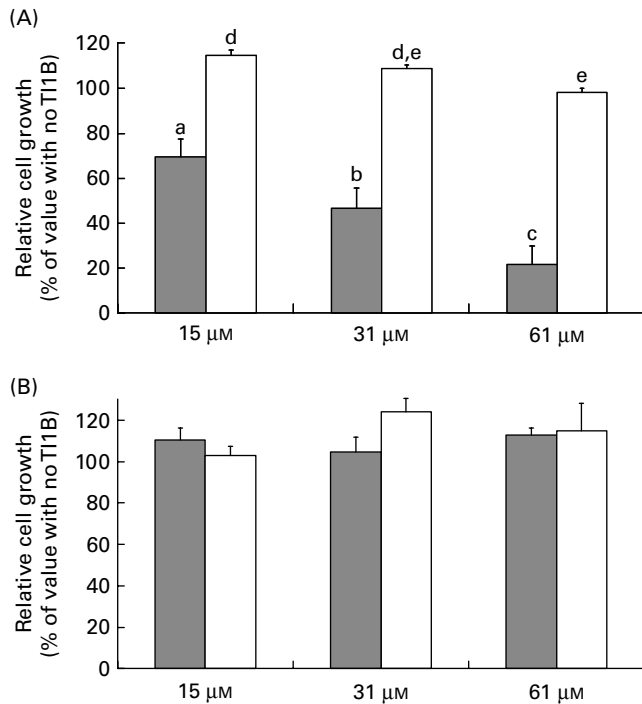 (A)
Relative cell growth
(% of value with no TI1B)
120
100
80
60
40
20
0
a
d
b
d,e
c
e
15 μM
31 μM
61 μM
(B)
Relative cell growth
(% of value with no TI1B)
120
100
80
60
40
20
0
15 μM
31 μM
61 μM